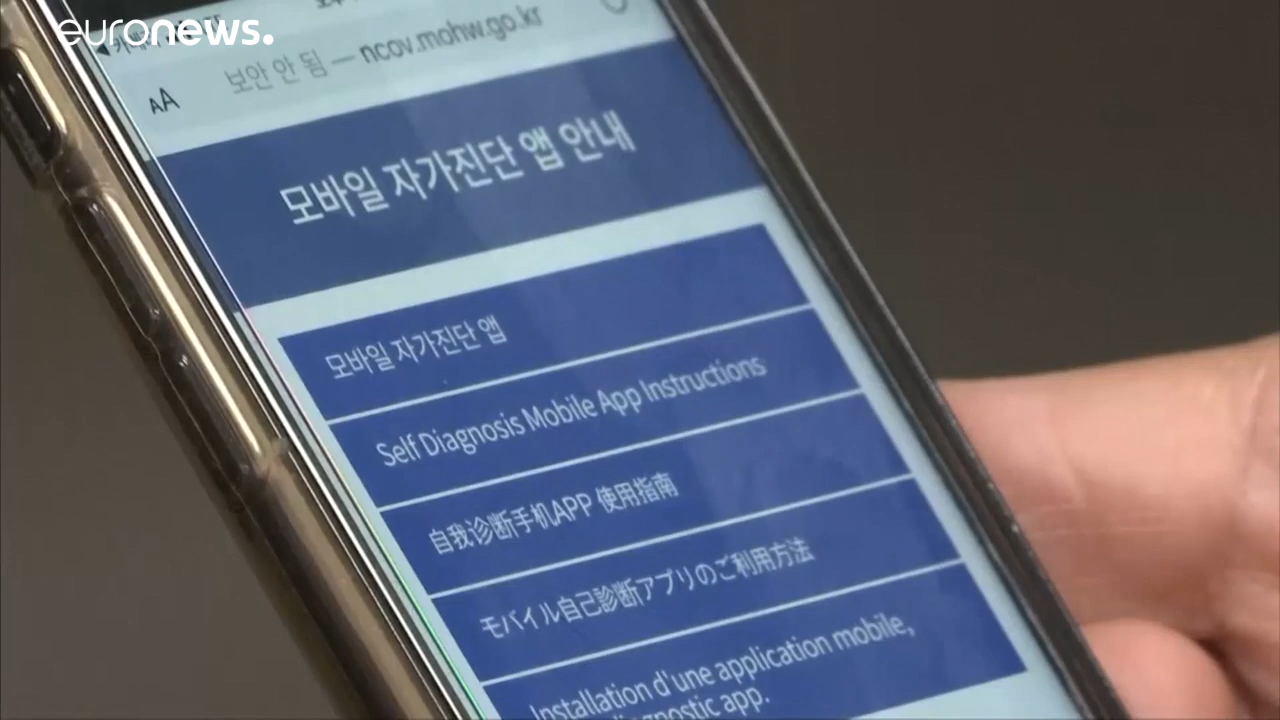 euronews.
AA
보안 안 됨 — ncov.mohw.go.kr
모바일 자가진단 앱 안내
모바일 자가진단 앱
Self Diagnosis Mobile App Instructions
自我诊断手机APP 使用指南
モバイル自己診断アプリのご利用方法
Installation d'une application mobile,
diagnostic app.